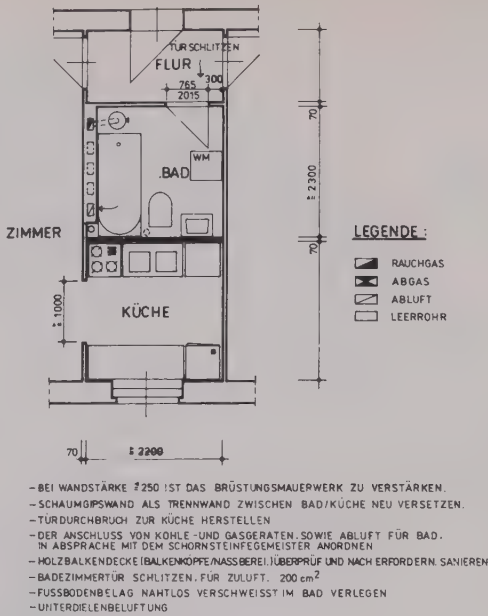 TÜR SCHLITZEN
FLUR
765
300
2015
70
WM
BAD
≥ 2300
ZIMMER
LEGENDE :
70
RAUCHGAS
ABGAS
ABLUFT
LEERROHR
≥ 1000
KÜCHE
70
≥ 2200
- BEI WANDSTÄRKE ≥ 250 IST DAS BRÜSTUNGSMAUERWERK ZU VERSTÄRKEN.
- SCHAUMGIPSWAND ALS TRENNWAND ZWISCHEN BAD/KÜCHE NEU VERSETZEN.
- TÜRDURCHBRUCH ZUR KÜCHE HERSTELLEN
- DER ANSCHLUSS VON KOHLE - UND GASGERÄTEN. SOWIE ABLUFT FÜR BAD.
IN ABSPRACHE MIT DEM SCHORNSTEINFEGEMEISTER ANORDNEN
- HOLZBALKENDECKE (BALKENKÖPFE/NASSBEREI.) ÜBERPRÜF UND NACH ERFORDERN. SANIEREN
- BADEZIMMERTÜR SCHLITZEN. FÜR ZULUFT. 200 cm²
- FUSSBODENBELAG NAHTLOS VERSCHWEISST IM BAD VERLEGEN
- UNTERDIELENBELÜFTUNG